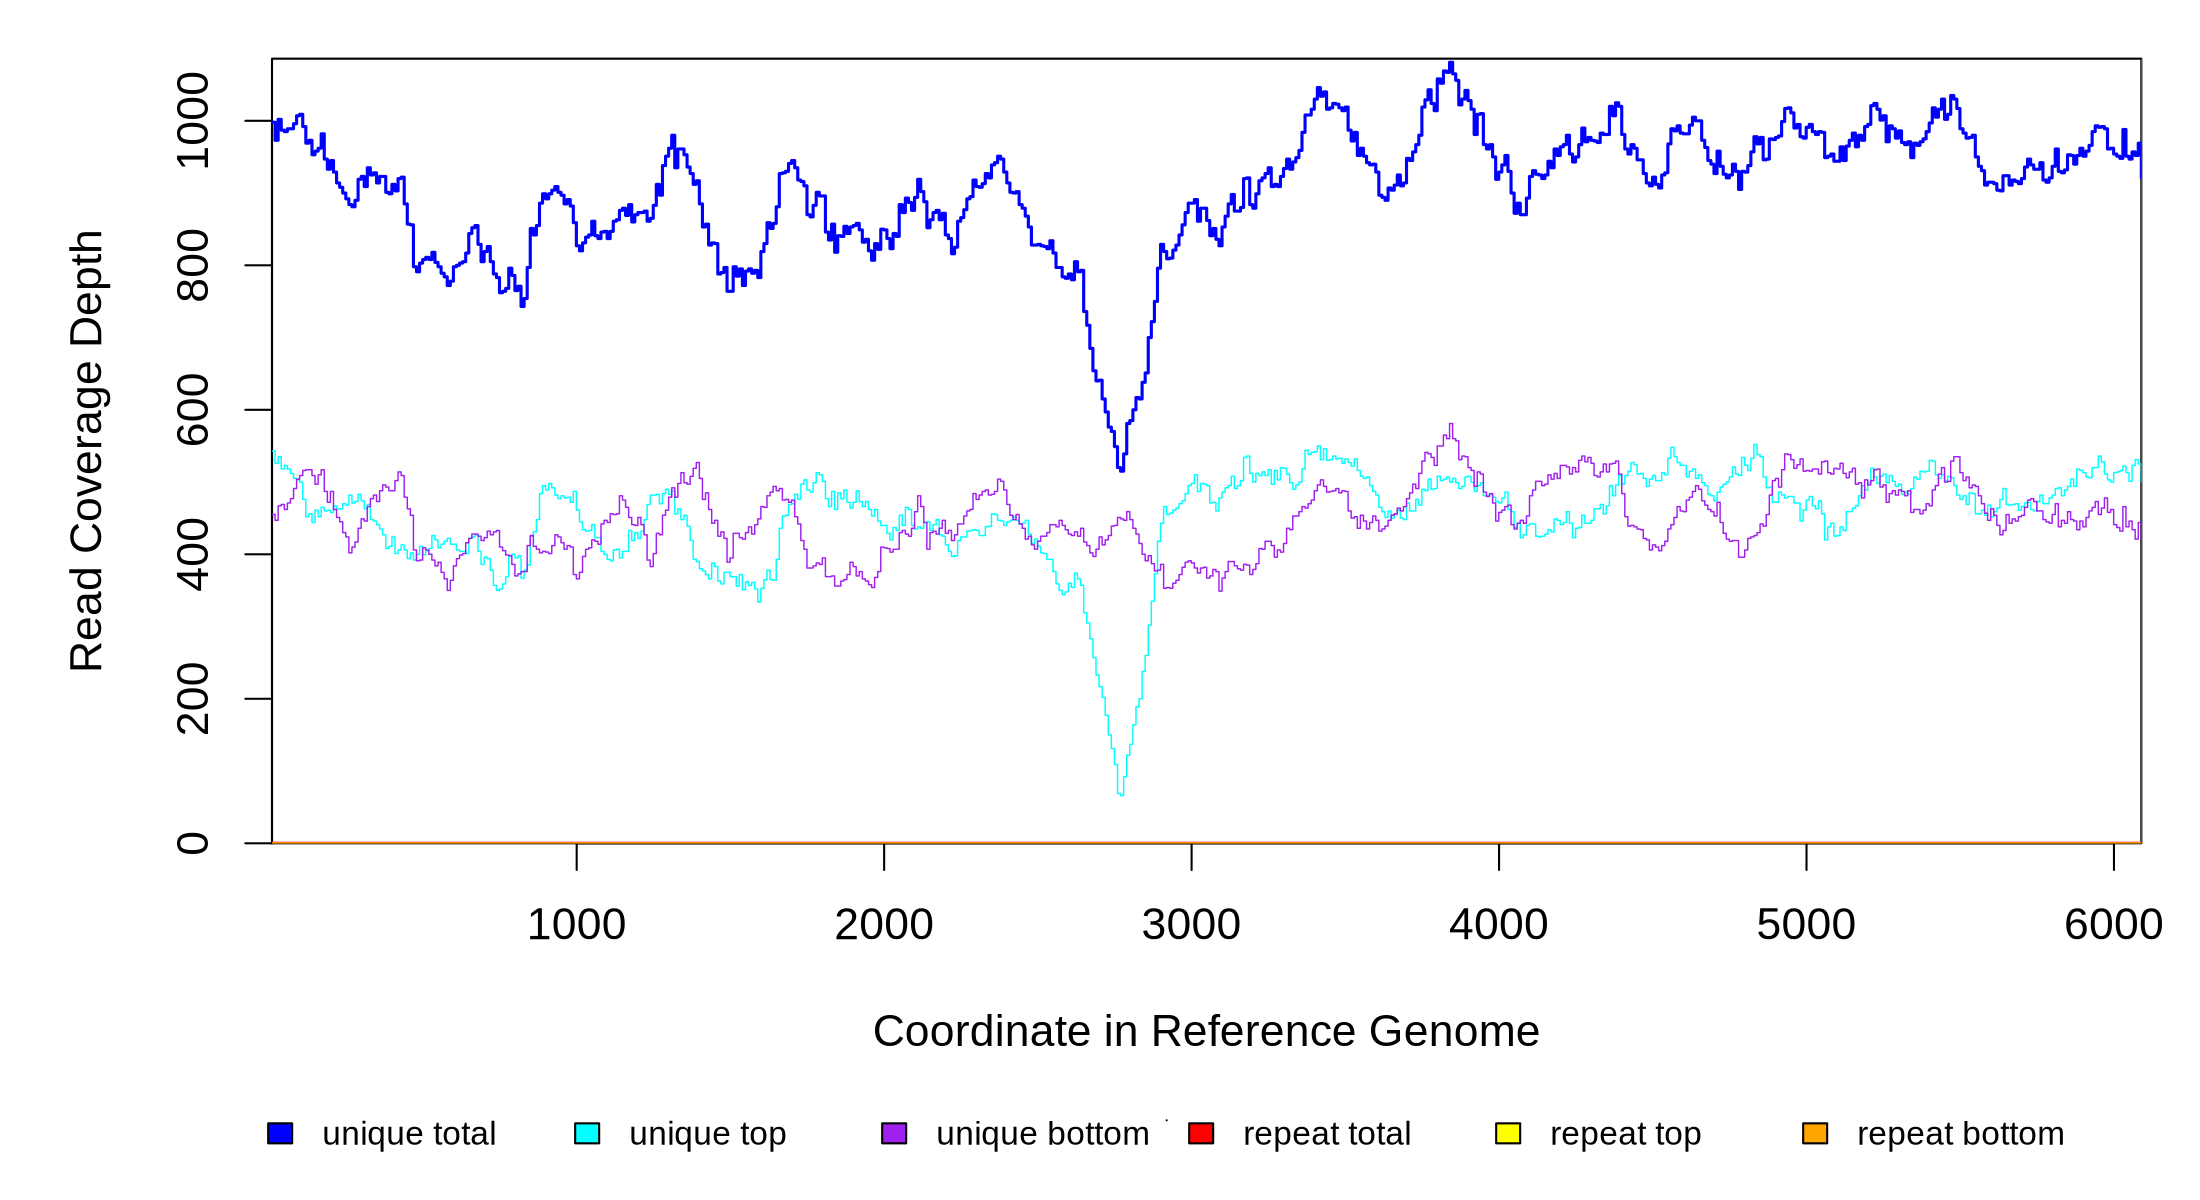 Read Coverage Depth
1000
800
600
400
200
0
1000 2000 3000 4000 5000 6000
Coordinate in Reference Genome
unique total unique top unique bottom repeat total repeat top repeat bottom